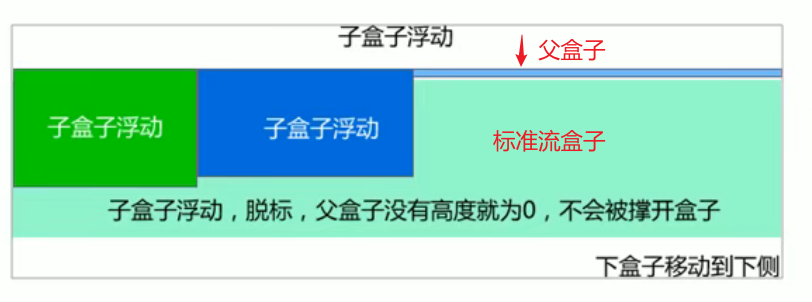 子盒子浮动
父盒子
子盒子浮动
子盒子浮动
标准流盒子
子盒子浮动，脱标，父盒子没有高度就为0，不会被撑开盒子
下盒子移动到下侧